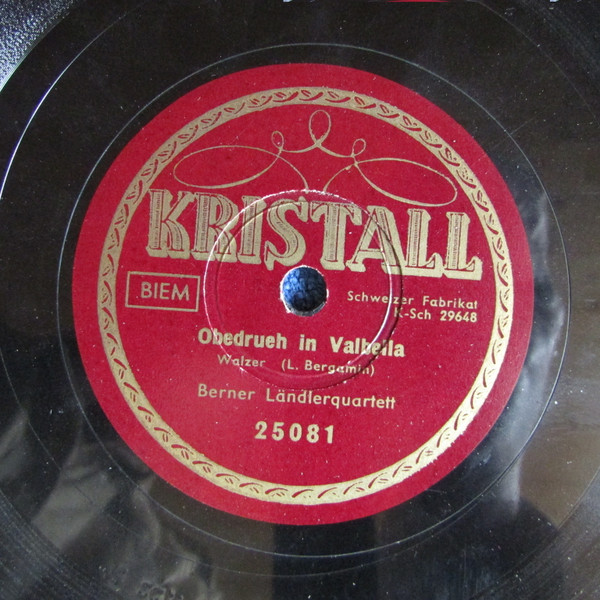 KRISTALL
BIEM
Schweizer Fabrikat
K-Sch 29648
Obedrueh in Valbella
Walzer (L. Bergamin)
Berner Ländlerquartett
25081